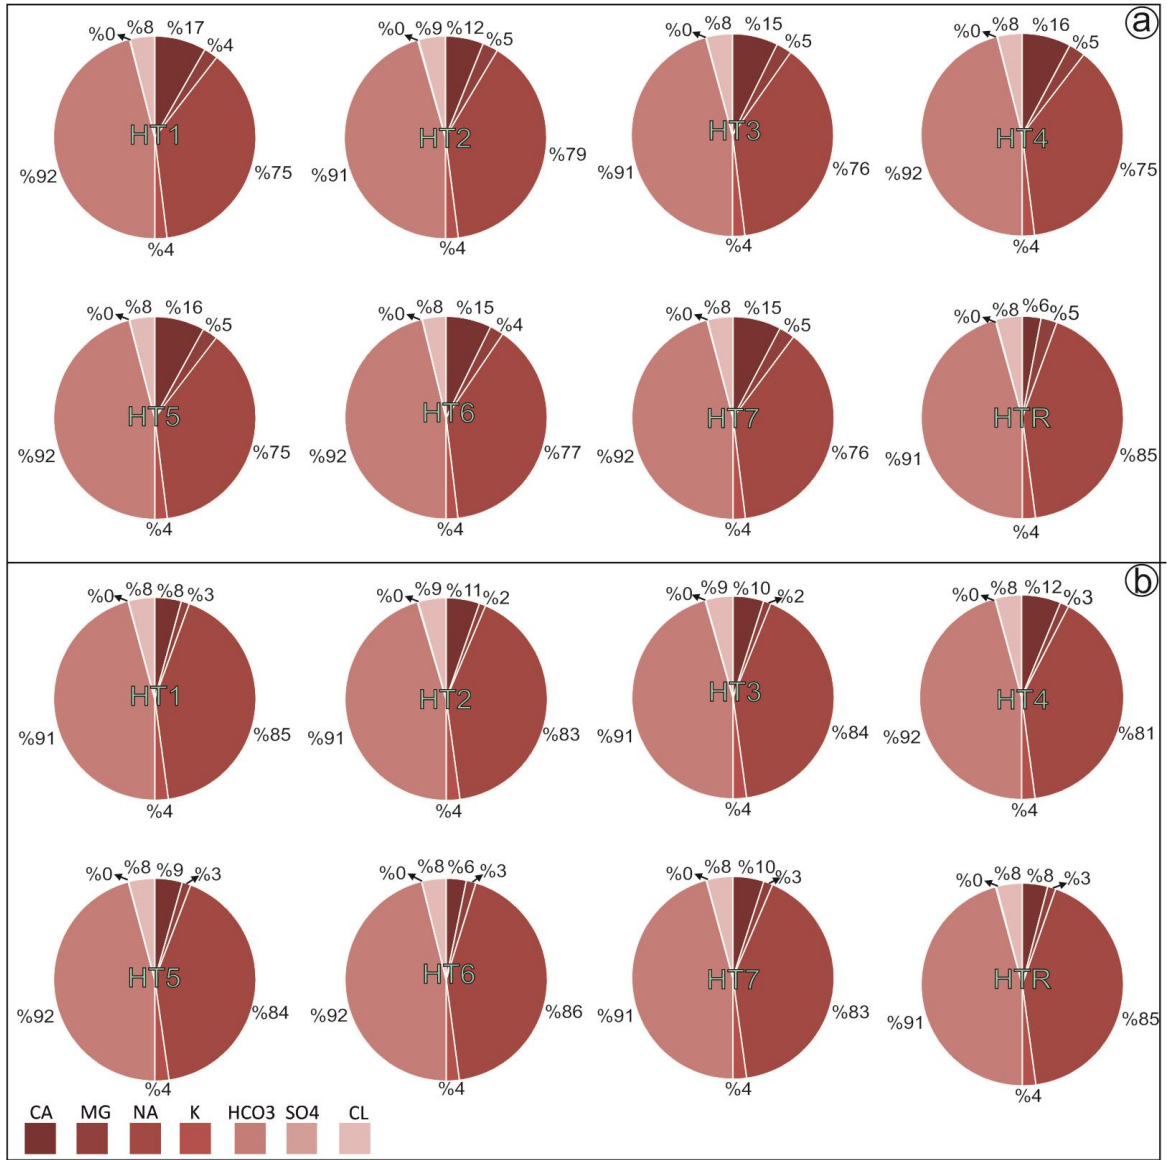 a
%0 %8 %17 %4
HT1
%92 %75
%4
%0 %9 %12 %5
HT2
%91 %79
%4
%0 %8 %15 %5
HT3
%91 %76
%4
%0 %8 %16 %5
HT4
%92 %75
%4
%0 %8 %16 %5
HT5
%92 %75
%4
%0 %8 %15 %4
HT6
%92 %77
%4
%0 %8 %15 %5
HT7
%92 %76
%4
%0 %8 %6 %5
HTR
%91 %85
%4
b
%0 %8 %8 %3
HT1
%91 %85
%4
%0 %9 %11 %2
HT2
%91 %83
%4
%0 %9 %10 %2
HT3
%91 %84
%4
%0 %8 %12 %3
HT4
%92 %81
%4
%0 %8 %9 %3
HT5
%92 %84
%4
%0 %8 %6 %3
HT6
%92 %86
%4
%0 %8 %10 %3
HT7
%91 %83
%4
%0 %8 %8 %3
HTR
%91 %85
%4
CA MG NA K HCO3 SO4 CL